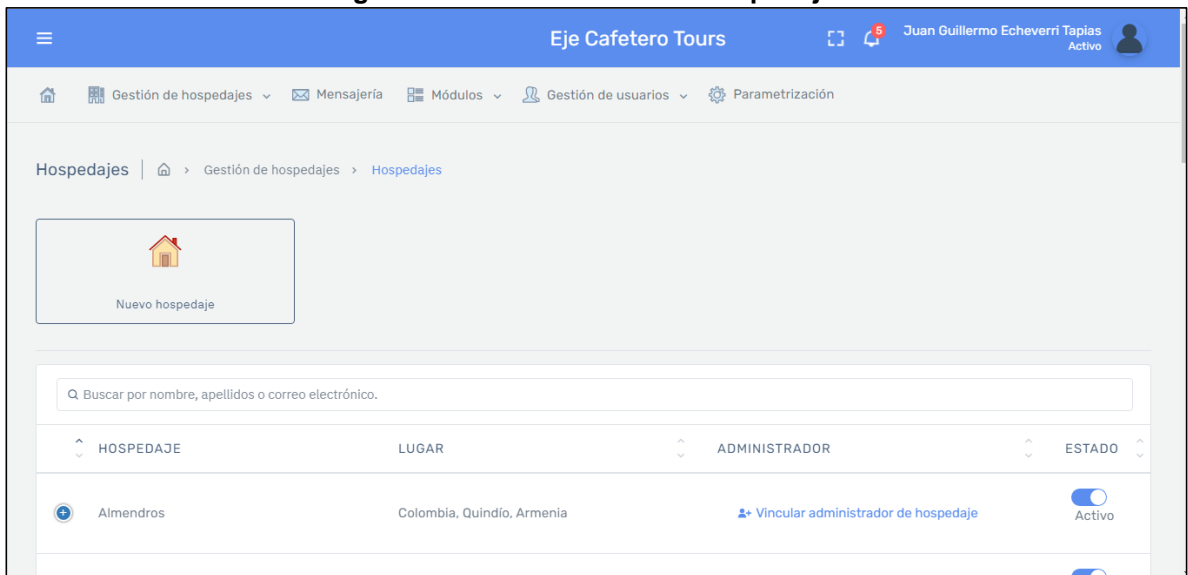 Eje Cafetero Tours
5
Juan Guillermo Echeverri Tapias
Activo
Gestión de hospedajes
Mensajería
Módulos
Gestión de usuarios
Parametrización
Hospedajes
Gestión de hospedajes > Hospedajes
Nuevo hospedaje
Buscar por nombre, apellidos o correo electrónico.
HOSPEDAJE LUGAR ADMINISTRADOR ESTADO
Almendros Colombia, Quindío, Armenia Vincular administrador de hospedaje
Activo